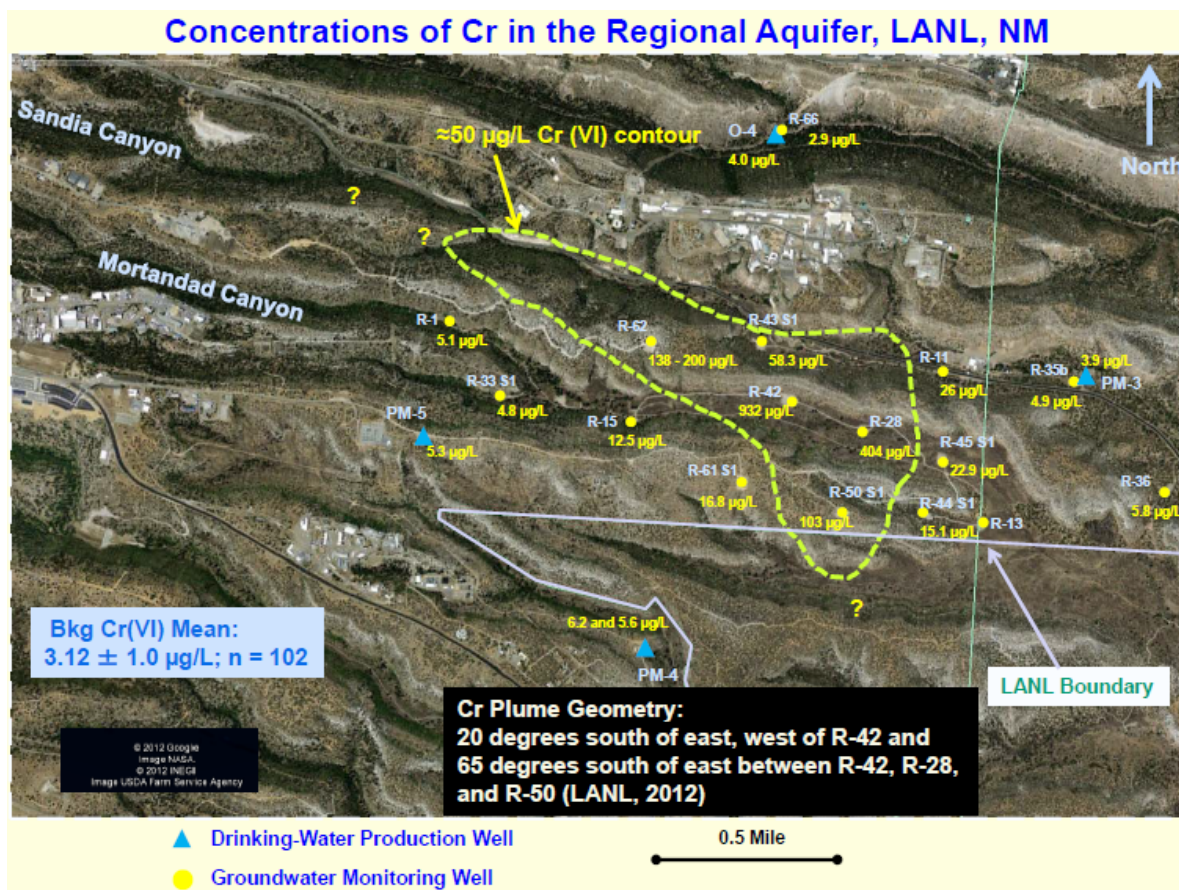 Concentrations of Cr in the Regional Aquifer, LANL, NM
Sandia Canyon
≈50 µg/L Cr (VI) contour
O-4
R-66
4.0 µg/L
2.9 µg/L
North
?
?
Mortandad Canyon
R-1
5.1 µg/L
R-62
138 - 200 µg/L
R-43 S1
58.3 µg/L
R-11
26 µg/L
3.9 µg/L
R-35b
PM-3
4.9 µg/L
R-33 S1
4.8 µg/L
R-42
932 µg/L
PM-5
5.3 µg/L
R-15
12.5 µg/L
R-28
404 µg/L
R-45 S1
22.9 µg/L
R-61 S1
16.8 µg/L
R-50 S1
103 µg/L
R-44 S1
15.1 µg/L
R-13
R-36
5.8 µg/L
?
6.2 and 5.6 µg/L
PM-4
Bkg Cr(VI) Mean:
3.12 ± 1.0 µg/L; n = 102
LANL Boundary
Cr Plume Geometry:
20 degrees south of east, west of R-42 and
65 degrees south of east between R-42, R-28,
and R-50 (LANL, 2012)
© 2012 Google
Image NASA.
© 2012 INEGI
Image USDA Farm Service Agency
Drinking-Water Production Well
0.5 Mile
Groundwater Monitoring Well